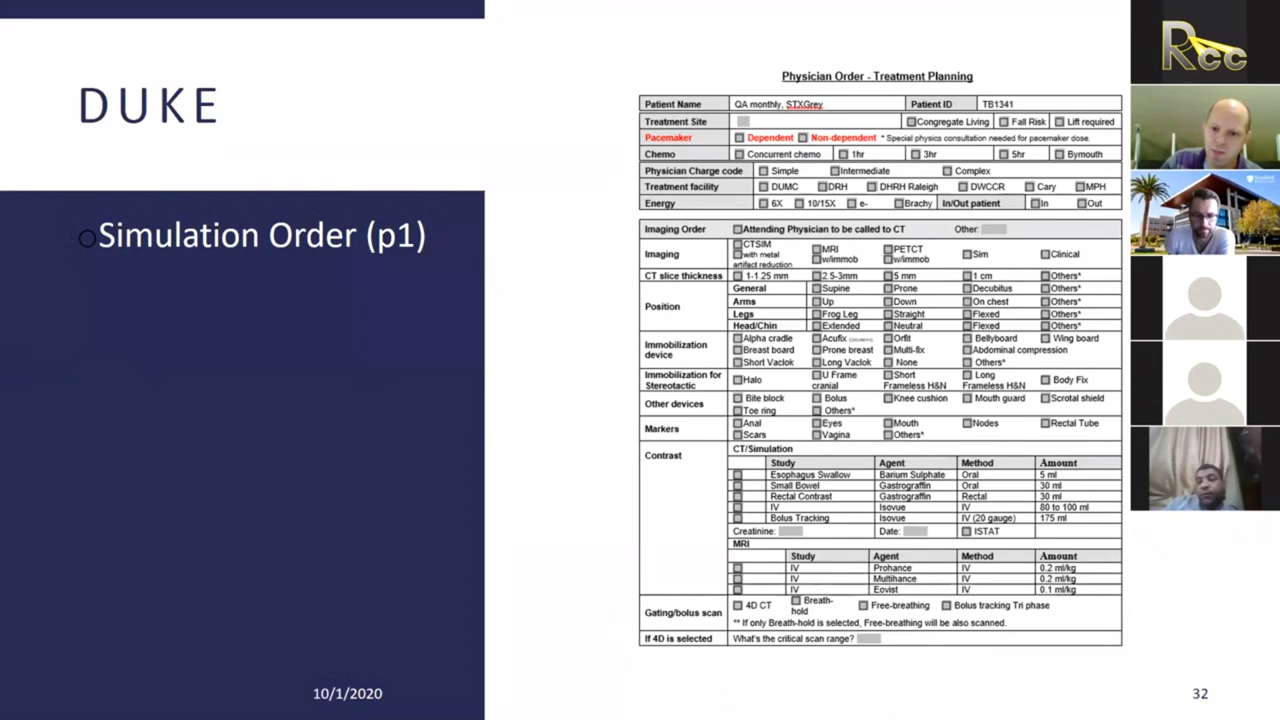 DUKE
Simulation Order (p1)
10/1/2020
Physician Order - Treatment Planning
Patient Name QA monthly, STXGrey Patient ID TB1341
Treatment Site Congregate Living Fall Risk Lift required
Pacemaker Dependent Non-dependent * Special physics consultation needed for pacemaker dose.
Chemo Concurrent chemo 1hr 3hr 5hr Bymouth
Physician Charge code Simple Intermediate Complex
Treatment facility DUMC DRH DHRH Raleigh DWCCR Cary MPH
Energy 6X 10/15X e- Brachy In/Out patient In Out
Imaging Order Attending Physician to be called to CT Other:
Imaging CTSIM MRI PETCT Sim Clinical
with metal w/immob w/immob
artifact reduction
CT slice thickness 1-1.25 mm 2.5-3mm 5 mm 1 cm Others*
Position General Supine Prone Decubitus Others*
Arms Up Down On chest Others*
Legs Frog Leg Straight Flexed Others*
Head/Chin Extended Neutral Flexed Others*
Immobilization device Alpha cradle Acufix Orfit Bellyboard Wing board
Breast board Prone breast Multi-fix Abdominal compression
Short Vaclok Long Vaclok None Others*
Immobilization for Stereotactic Halo U Frame cranial Short Frameless H&N Long Frameless H&N Body Fix
Other devices Bite block Bolus Knee cushion Mouth guard Scrotal shield
Toe ring Others*
Markers Anal Eyes Mouth Nodes Rectal Tube
Scars Vagina Others*
Contrast CT/Simulation
Study Agent Method Amount
Esophagus Swallow Barium Sulphate Oral 5 ml
Small Bowel Gastrograffin Oral 30 ml
Rectal Contrast Gastrograffin Rectal 30 ml
IV Isovue IV 80 to 100 ml
Bolus Tracking Isovue IV (20 gauge) 175 ml
Creatinine: Date: ISTAT
MRI
Study Agent Method Amount
IV Prohance IV 0.2 ml/kg
IV Multihance IV 0.2 ml/kg
IV Eovist IV 0.1 ml/kg
Gating/bolus scan 4D CT Breath-hold Free-breathing Bolus tracking Tri phase
** If only Breath-hold is selected, Free-breathing will be also scanned.
If 4D is selected What's the critical scan range?
32
Rcc